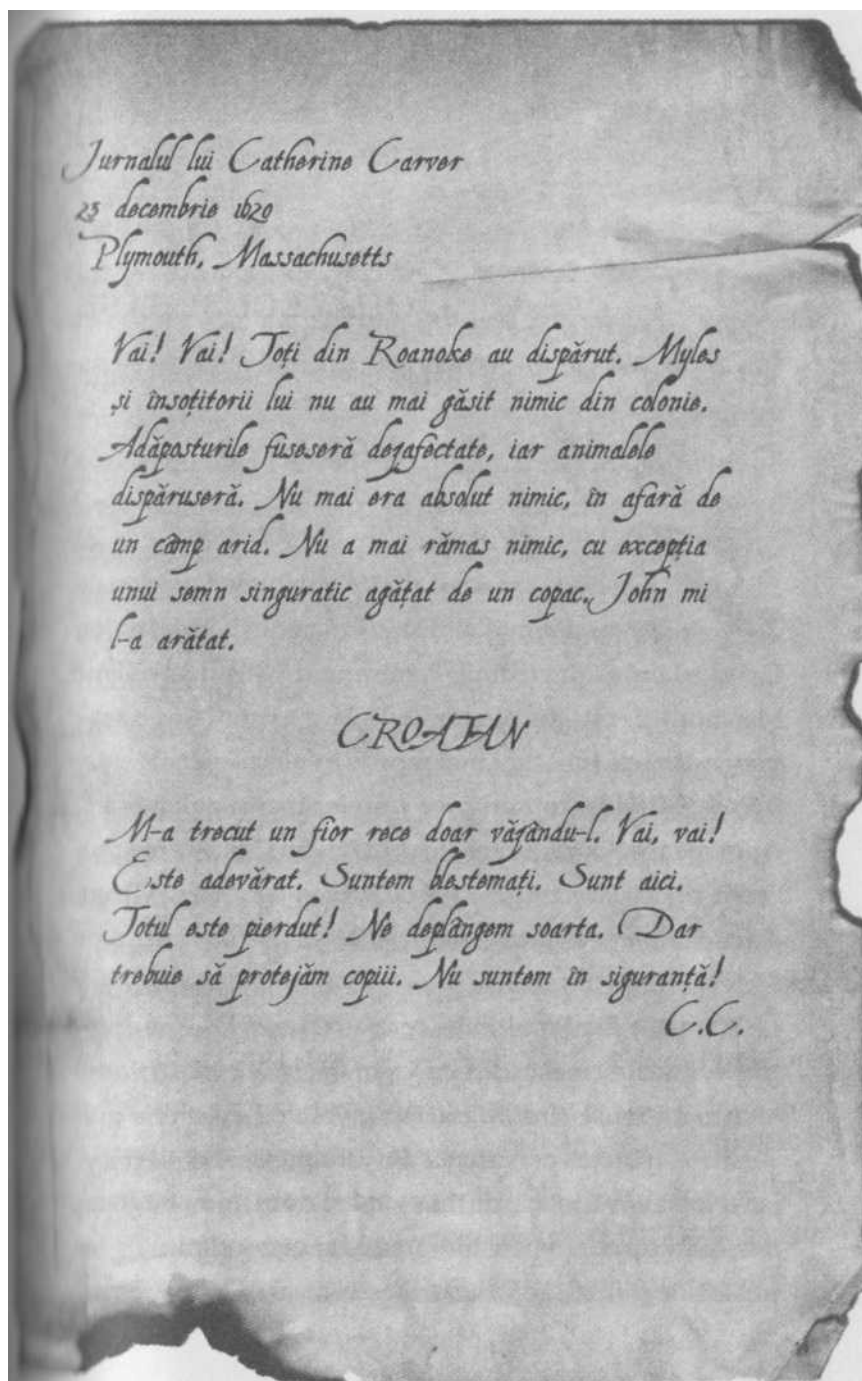 Jurnalul lui Catherine Carver
23 decembrie 1620
Plymouth, Massachusetts
Vai! Vai! Toți din Roanoke au dispărut. Myles
și însoțitorii lui nu au mai găsit nimic din colonie.
Adăposturile fuseseră dezafectate, iar animalele
dispăruseră. Nu mai era absolut nimic, în afară de
un câmp arid. Nu a mai rămas nimic, cu excepția
unui semn singuratic agățat de un copac. John mi
l-a arătat.
CROATAN
M-a trecut un fior rece doar văzându-l. Vai, vai!
Este adevărat. Suntem blestemați. Sunt aici.
Totul este pierdut! Ne deplângem soarta. Dar
trebuie să protejăm copiii. Nu suntem în siguranță!
C.C.